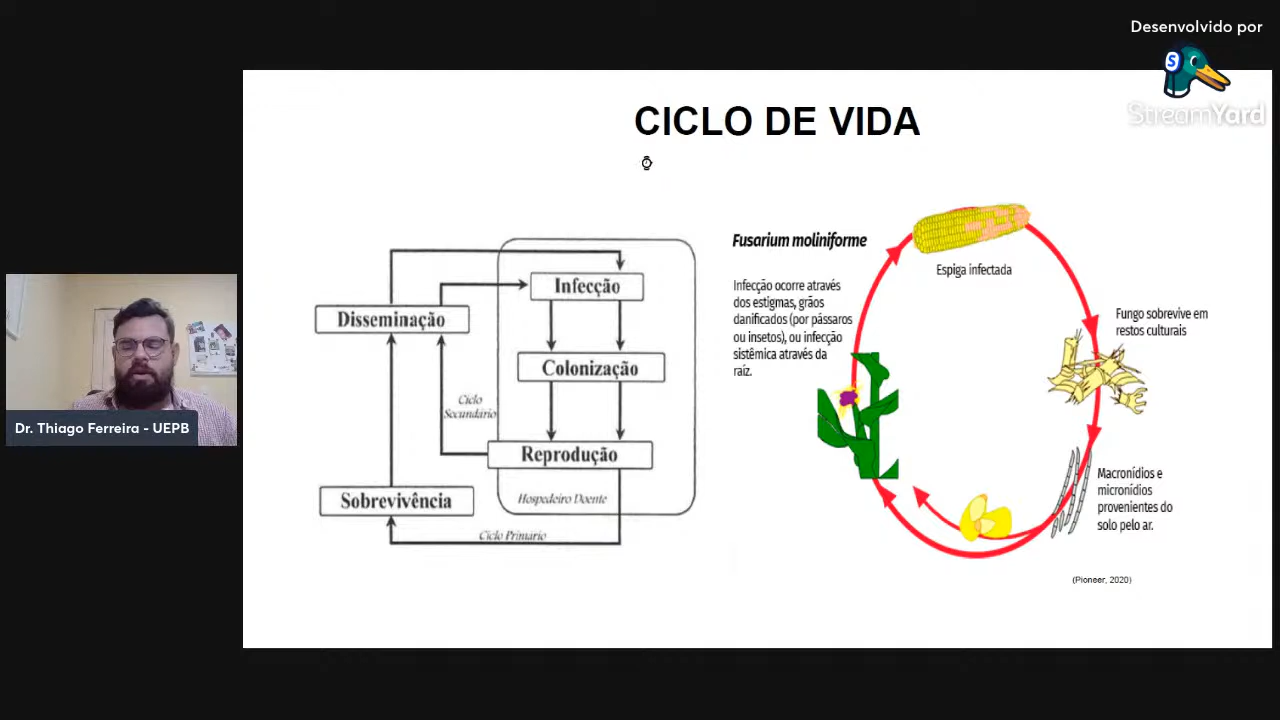 Desenvolvido por
S
StreamYard
CICLO DE VIDA
Infecção
Disseminação
Colonização
Ciclo
Secundário
Reprodução
Sobrevivência
Hospedeiro Doente
Ciclo Primário
Fusarium moliniforme
Infecção ocorre através
dos estigmas, grãos
danificados (por pássaros
ou insetos), ou infecção
sistêmica através da
raíz.
Espiga infectada
Fungo sobrevive em
restos culturais
Macronídios e
micronídios
provenientes do
solo pelo ar.
(Pioneer, 2020)
Dr. Thiago Ferreira - UEPB